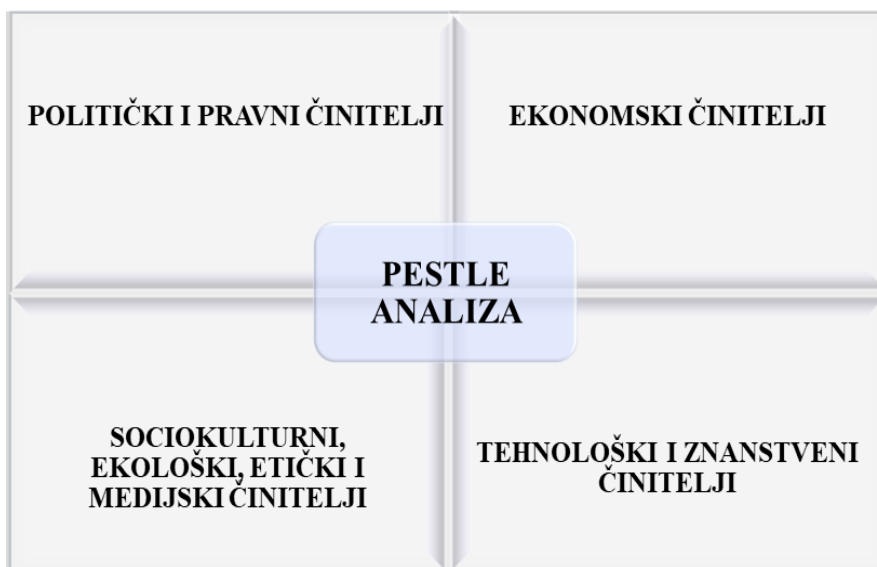 POLITIČKI I PRAVNI ČINITELJI
EKONOMSKI ČINITELJI
PESTLE
ANALIZA
SOCIOKULTURNI,
EKOLOŠKI, ETIČKI I
MEDIJSKI ČINITELJI
TEHNOLOŠKI I ZNANSTVENI
ČINITELJI